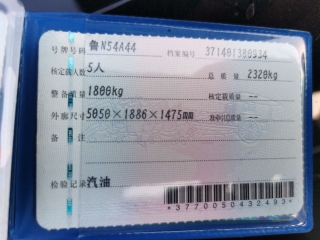 号牌号码 鲁N54A44 档案编号 371401380934
核定载人数 5人 总质量 2320kg
整备质量 1800kg 核定载质量 --
外廓尺寸 5050×1886×1475mm 准牵引总质量 --
备注
检验记录 汽油
*3770050432493*